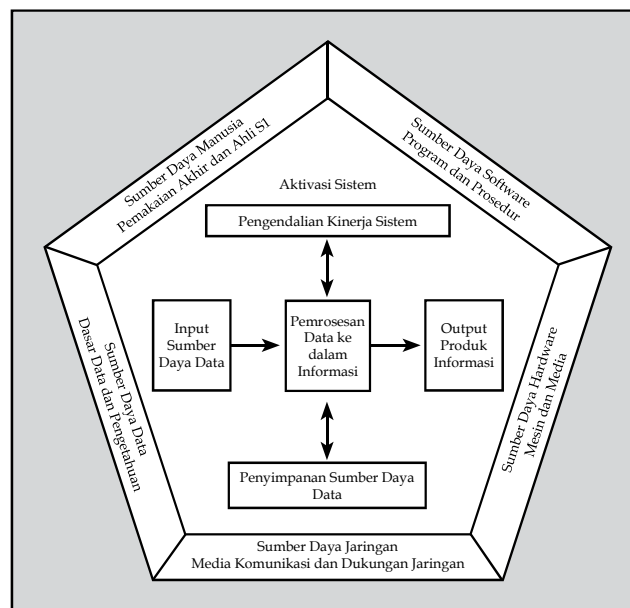 Sumber Daya Manusia
Pemakaian Akhir dan Ahli S1
Sumber Daya Software
Program dan Prosedur
Aktivasi Sistem
Pengendalian Kinerja Sistem
Input
Sumber
Daya Data
Pemrosesan
Data ke
dalam
Informasi
Output
Produk
Informasi
Sumber Daya Data
Dasar Data dan Pengetahuan
Sumber Daya Hardware
Mesin dan Media
Penyimpanan Sumber Daya
Data
Sumber Daya Jaringan
Media Komunikasi dan Dukungan Jaringan